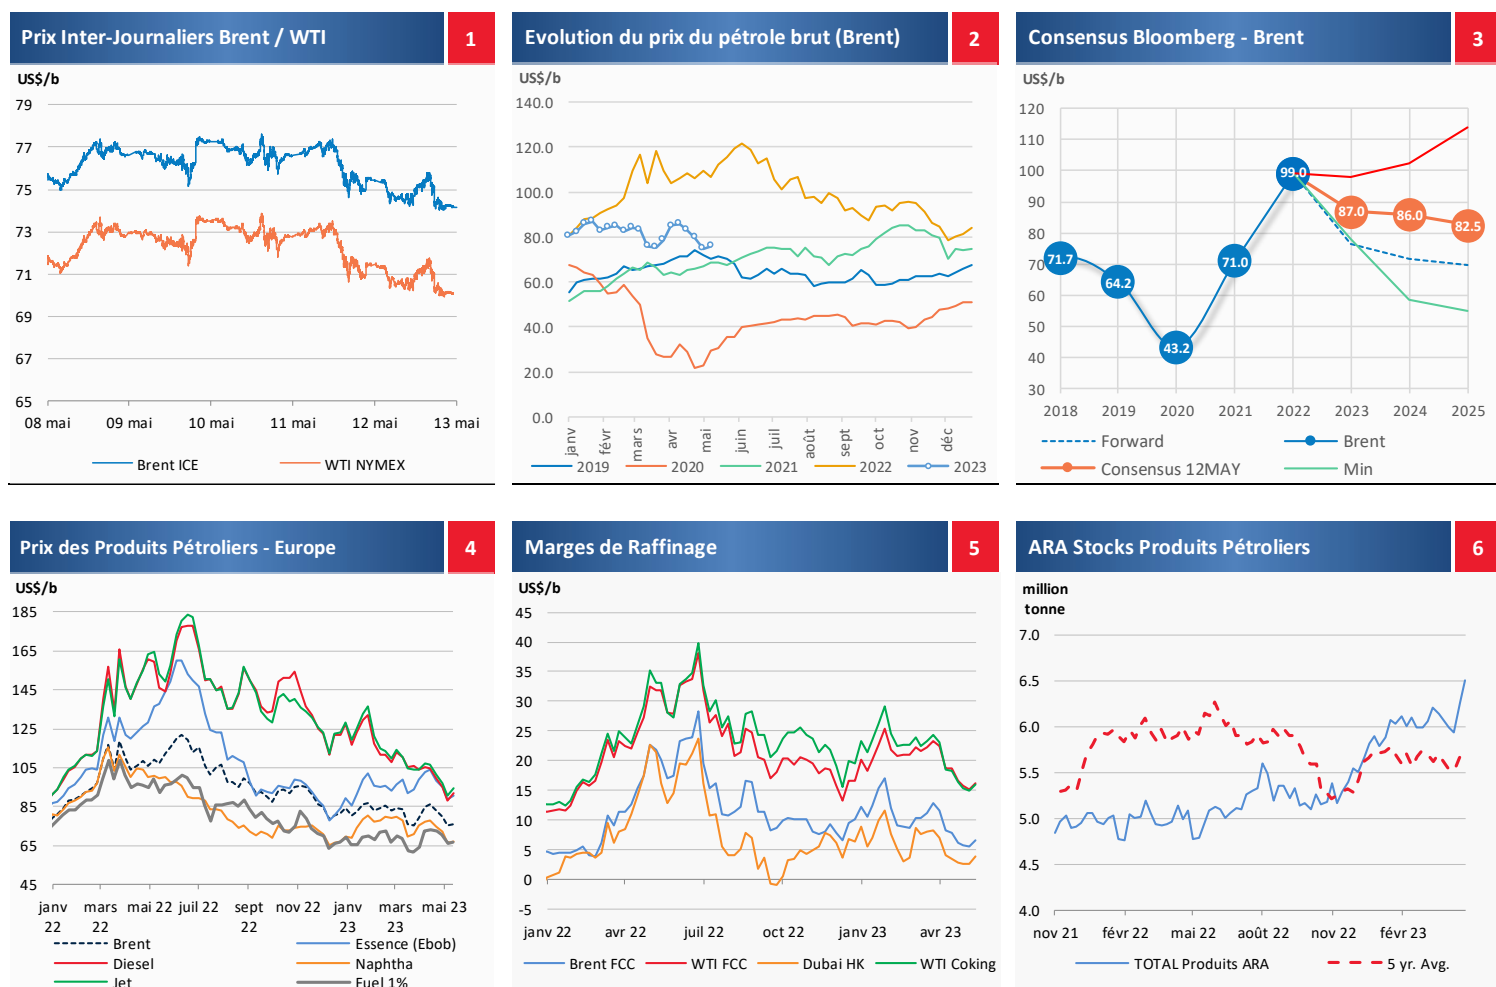 Prix Inter-Journaliers Brent / WTI
1
US$/b
79
77
75
73
71
69
67
65
08 mai 09 mai 10 mai 11 mai 12 mai 13 mai
Brent ICE WTI NYMEX
Evolution du prix du pétrole brut (Brent)
2
US$/b
140.0
120.0
100.0
80.0
60.0
40.0
20.0
0.0
janv févr mars avr mai juin juil août sept oct nov déc
2019 2020 2021 2022 2023
Consensus Bloomberg - Brent
3
US$/b
120
110
100
90
80
70
60
50
40
30
71.7 64.2 43.2 71.0 99.0 87.0 86.0 82.5
2018 2019 2020 2021 2022 2023 2024 2025
Forward Brent
Consensus 12MAY Min
Prix des Produits Pétroliers - Europe
4
US$/b
185
165
145
125
105
85
65
45
janv 22 mars 22 mai 22 juil 22 sept 22 nov 22 janv 23 mars 23 mai 23
Brent Essence (Ebob)
Diesel Naphtha
Jet Fuel 1%
Marges de Raffinage
5
US$/b
45
40
35
30
25
20
15
10
5
0
-5
janv 22 avr 22 juil 22 oct 22 janv 23 avr 23
Brent FCC WTI FCC Dubai HK WTI Coking
ARA Stocks Produits Pétroliers
6
million
tonne
7.0
6.5
6.0
5.5
5.0
4.5
4.0
nov 21 févr 22 mai 22 août 22 nov 22 févr 23
TOTAL Produits ARA 5 yr. Avg.